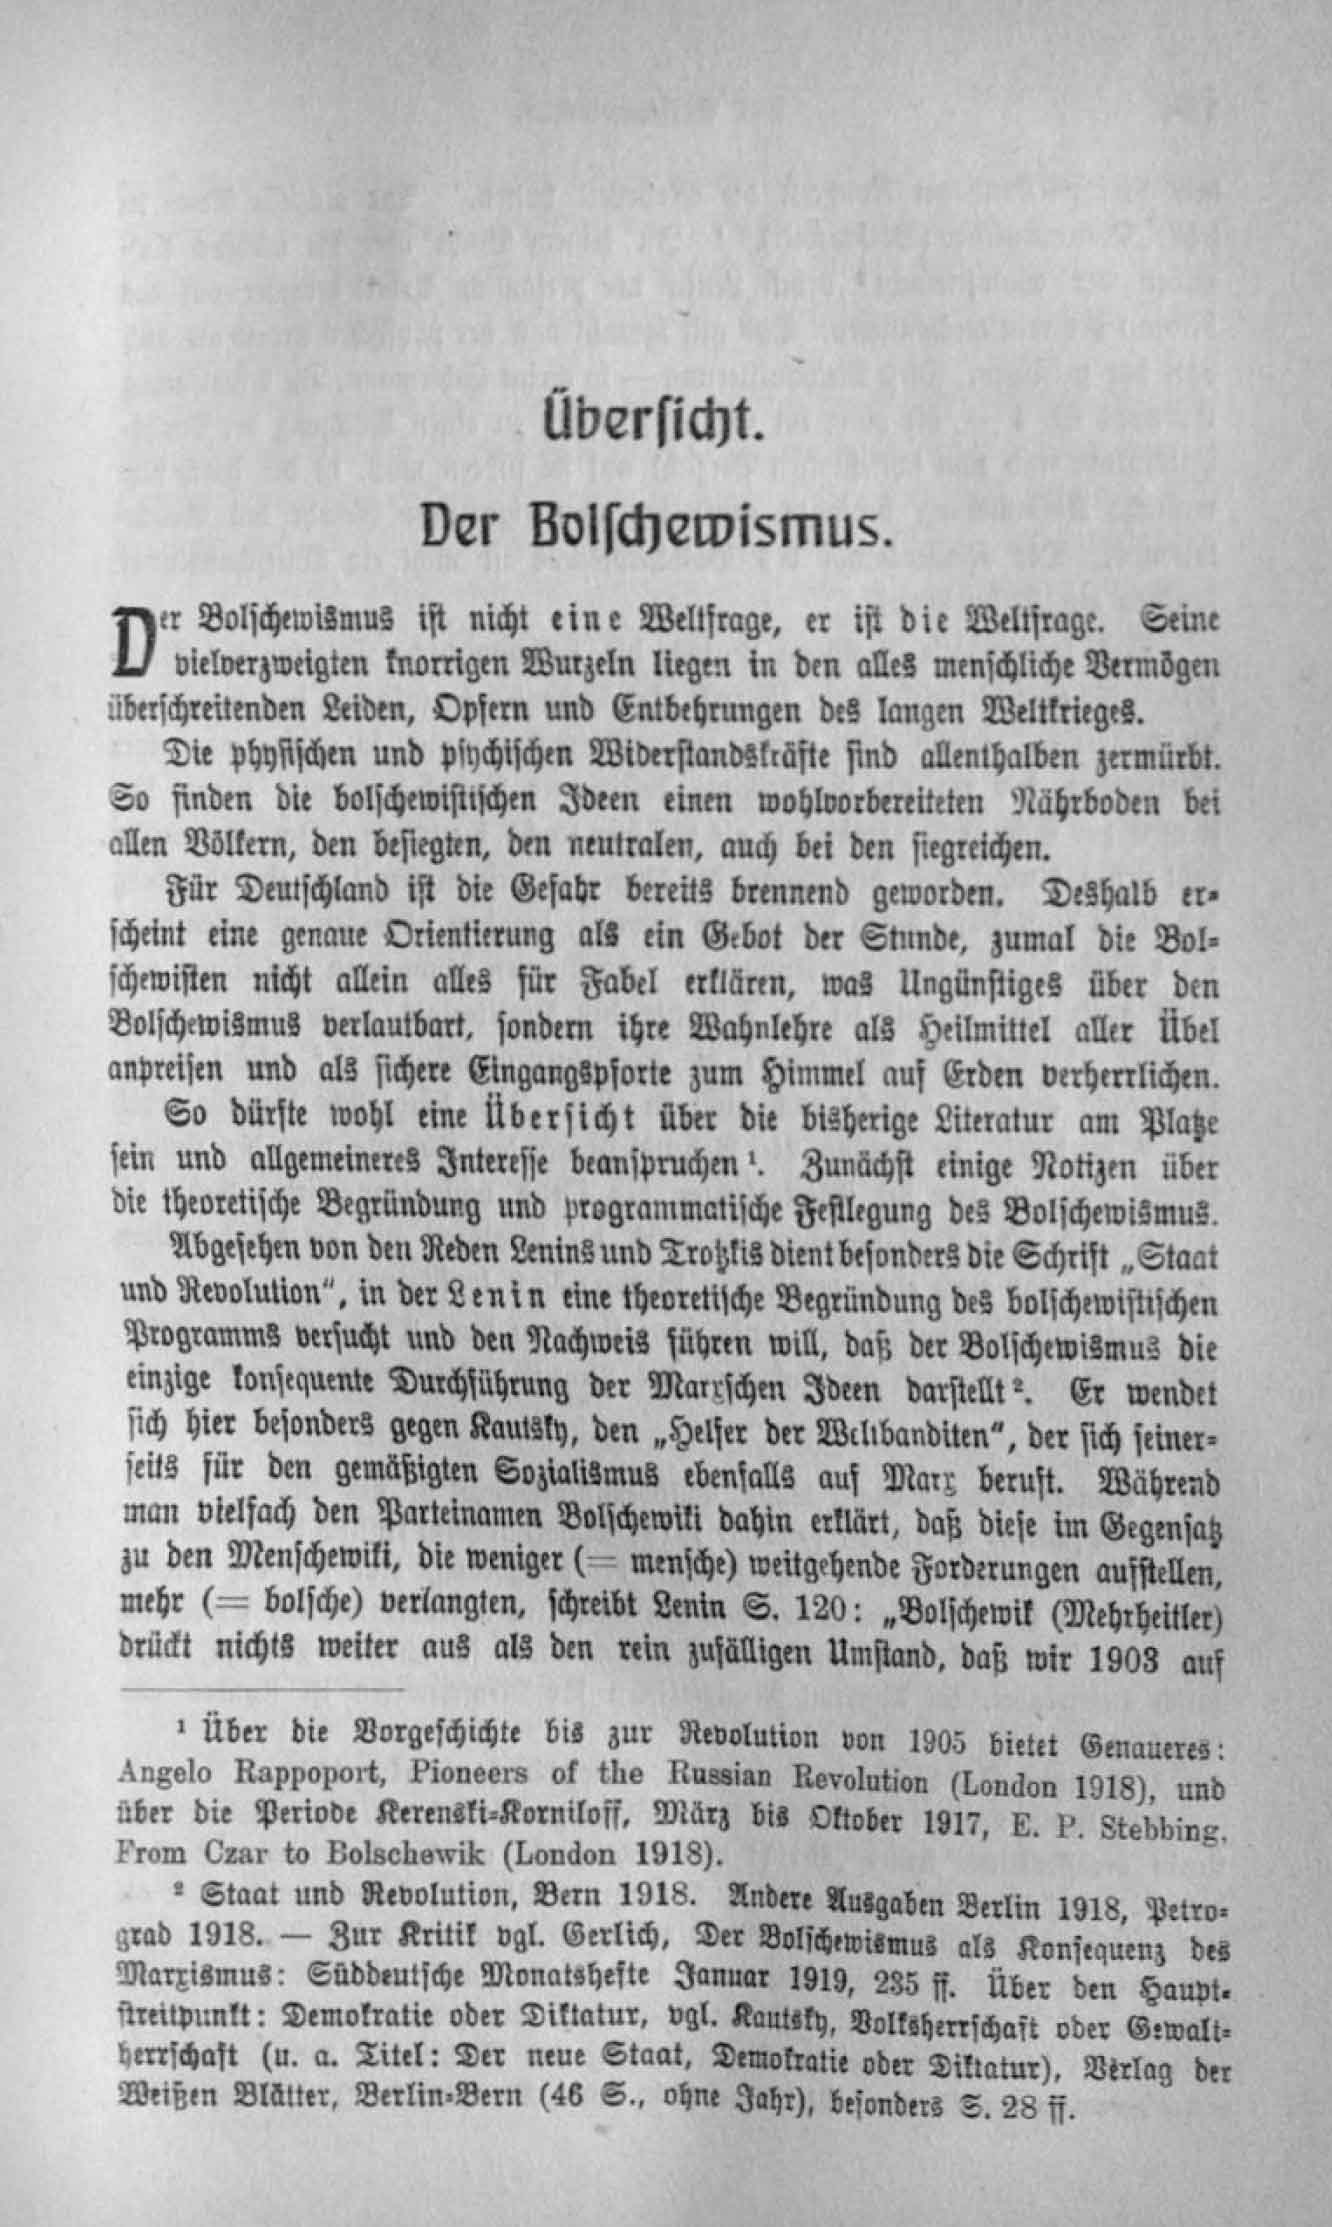 Übersicht.
Der Bolschewismus.
Der Bolschewismus ist nicht eine Weltfrage, er ist die Weltfrage. Seine
vielverzweigten knorrigen Wurzeln liegen in den alles menschliche Vermögen
überschreitenden Leiden, Opfern und Entbehrungen des langen Weltkrieges.
Die physischen und psychischen Widerstandskräfte sind allenthalben zermürbt.
So finden die bolschewistischen Ideen einen wohlvorbereiteten Nährboden bei
allen Völkern, den besiegten, den neutralen, auch bei den siegreichen.
Für Deutschland ist die Gefahr bereits brennend geworden. Deshalb er-
scheint eine genaue Orientierung als ein Gebot der Stunde, zumal die Bol-
schewisten nicht allein alles für Fabel erklären, was Ungünstiges über den
Bolschewismus verlautbart, sondern ihre Wahnlehre als Heilmittel aller Übel
anpreisen und als sichere Eingangspforte zum Himmel auf Erden verherrlichen.
So dürfte wohl eine Übersicht über die bisherige Literatur am Platze
sein und allgemeineres Interesse beanspruchen¹. Zunächst einige Notizen über
die theoretische Begründung und programmatische Festlegung des Bolschewismus.
Abgesehen von den Reden Lenins und Trotzkis dient besonders die Schrift „Staat
und Revolution“, in der Lenin eine theoretische Begründung des bolschewistischen
Programms versucht und den Nachweis führen will, daß der Bolschewismus die
einzige konsequente Durchführung der Marxschen Ideen darstellt². Er wendet
sich hier besonders gegen Kautsky, den „Helfer der Weltbanditen“, der sich seiner-
seits für den gemäßigten Sozialismus ebenfalls auf Marx beruft. Während
man vielfach den Parteinamen Bolschewiki dahin erklärt, daß diese im Gegensatz
zu den Menschewiki, die weniger (= mensche) weitgehende Forderungen aufstellen,
mehr (= bolsche) verlangten, schreibt Lenin S. 120: „Bolschewik (Mehrheitler)
drückt nichts weiter aus als den rein zufälligen Umstand, daß wir 1903 auf
¹ Über die Vorgeschichte bis zur Revolution von 1905 bietet Genaueres:
Angelo Rappoport, Pioneers of the Russian Revolution (London 1918), und
über die Periode Kerenski-Korniloff, März bis Oktober 1917, E. P. Stebbing,
From Czar to Bolschewik (London 1918).
² Staat und Revolution, Bern 1918. Andere Ausgaben Berlin 1918, Petro-
grad 1918. — Zur Kritik vgl. Gerlich, Der Bolschewismus als Konsequenz des
Marxismus: Süddeutsche Monatshefte Januar 1919, 235 ff. Über den Haupt-
streitpunkt: Demokratie oder Diktatur, vgl. Kautsky, Volksherrschaft oder Gewalt-
herrschaft (u. a. Titel: Der neue Staat, Demokratie oder Diktatur), Verlag der
Weißen Blätter, Berlin-Bern (46 S., ohne Jahr), besonders S. 28 ff.